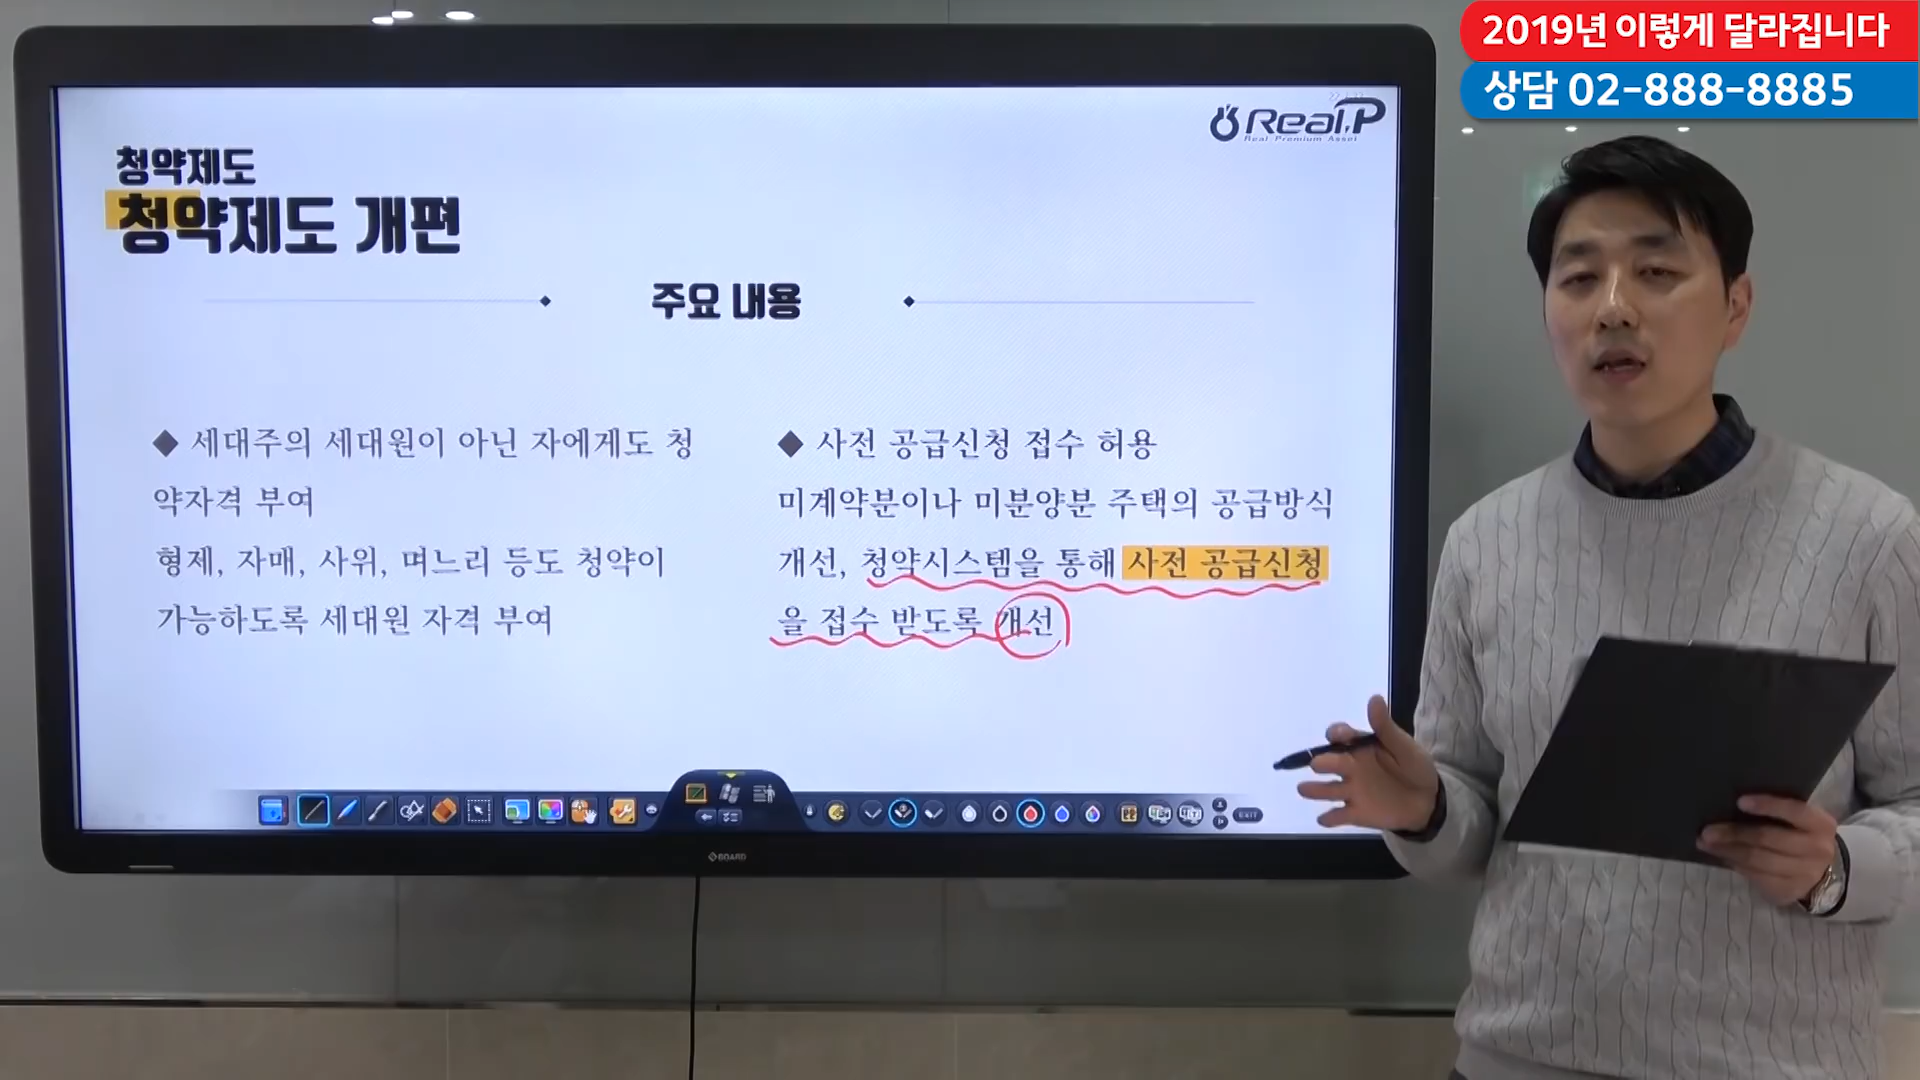 2019년 이렇게 달라집니다
상담 02-888-8885
Real.P
Real Premium Asset
청약제도
청약제도 개편
주요 내용
◆ 세대주의 세대원이 아닌 자에게도 청
약자격 부여
형제, 자매, 사위, 며느리 등도 청약이
가능하도록 세대원 자격 부여
◆ 사전 공급신청 접수 허용
미계약분이나 미분양분 주택의 공급방식
개선, 청약시스템을 통해 사전 공급신청
을 접수 받도록 개선
EXIT
BOARD